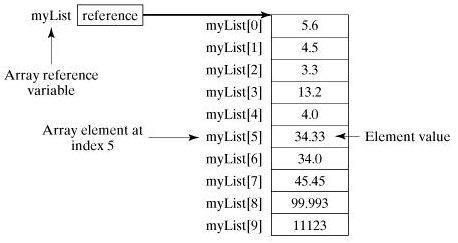 myList reference
myList[0] 5.6
myList[1] 4.5
myList[2] 3.3
myList[3] 13.2
myList[4] 4.0
myList[5] 34.33
myList[6] 34.0
myList[7] 45.45
myList[8] 99.993
myList[9] 11123
Array reference
variable
Array element at
index 5
Element value